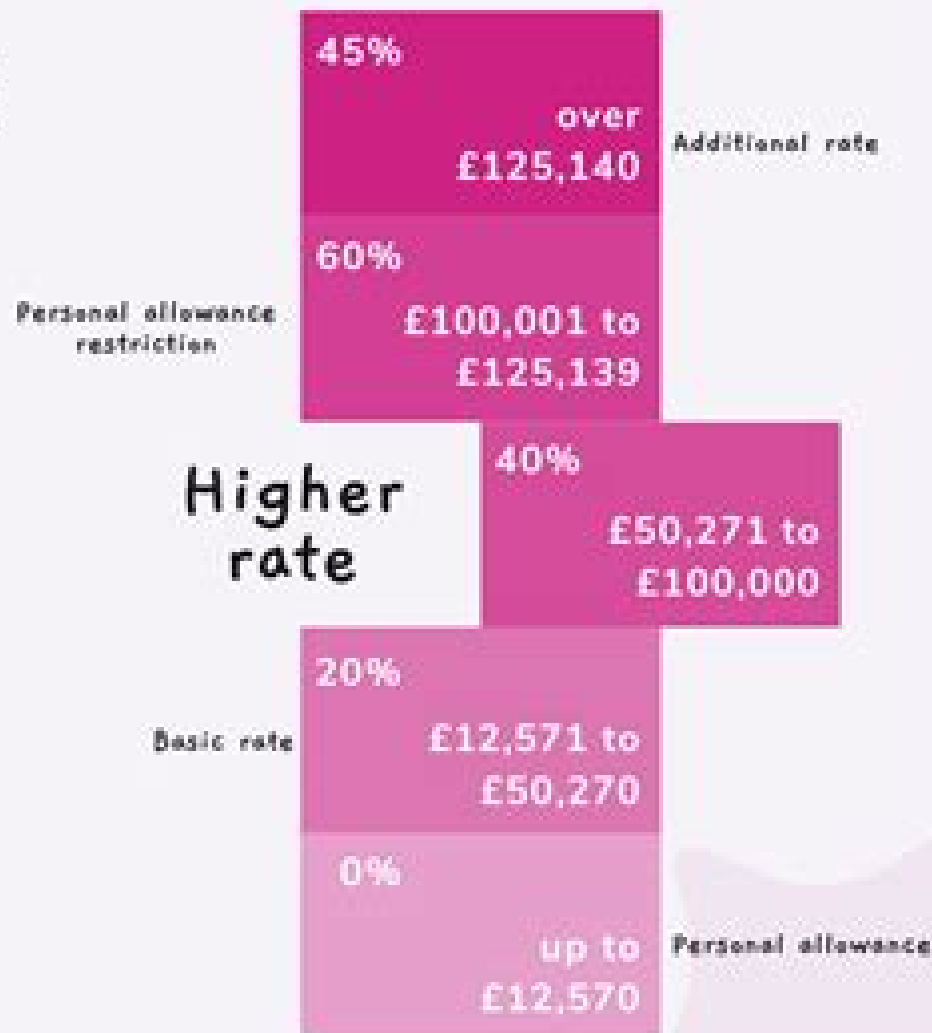 45%
over
£125,140
Additional rate
60%
Personal allowance
restriction
£100,001 to
£125,139
Higher
rate
40%
£50,271 to
£100,000
20%
Basic rate
£12,571 to
£50,270
0%
up to
£12,570
Personal allowance